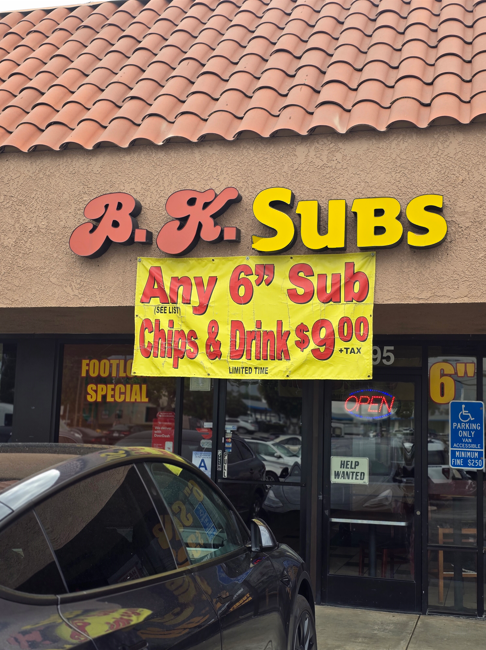 B. K. SUBS
Any 6" Sub
(SEE LIST)
Chips & Drink $9.00
+TAX
LIMITED TIME
95
SPECIAL
6"
OPEN
HELP
WANTED
A
PARKING
ONLY
VAN
ACCESSIBLE
MINIMUM
FINE $250